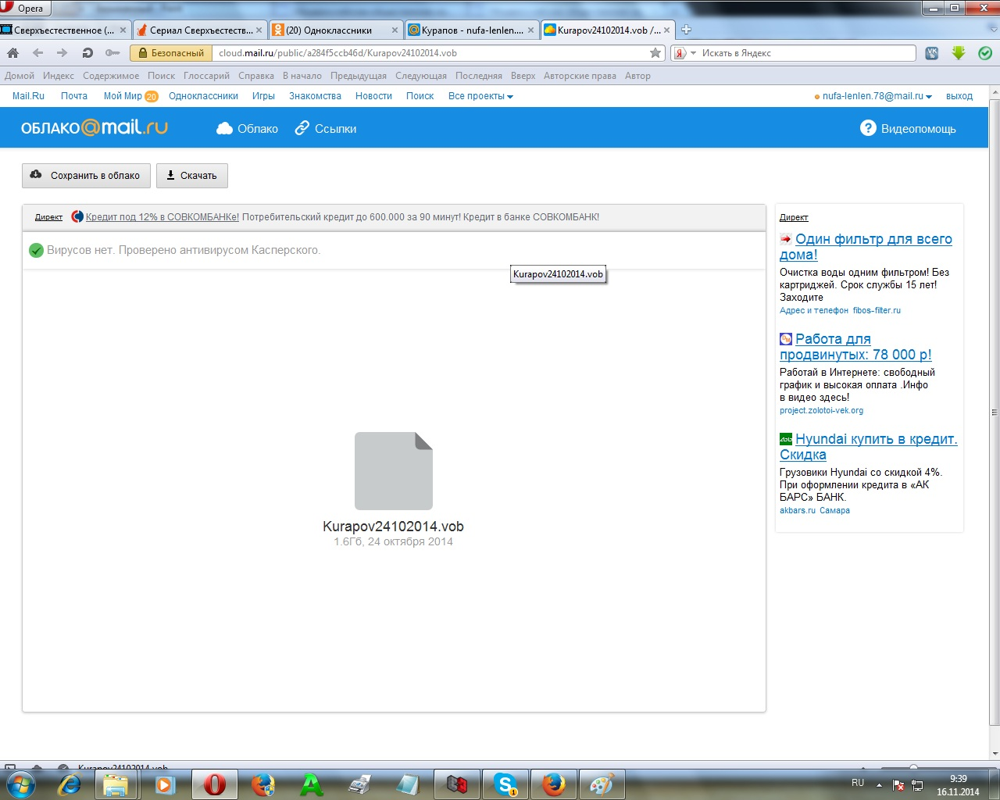 Opera
Сверхъестественное (...
Сериал Сверхъестеств...
(20) Одноклассники
Курапов - nufa-lenlen....
Kurapov24102014.vob /...
Безопасный
cloud.mail.ru/public/a284f5ccb46d/Kurapov24102014.vob
Искать в Яндекс
Домой Индекс Содержимое Поиск Глоссарий Справка В начало Предыдущая Следующая Последняя Вверх Авторские права Автор
Mail.Ru Почта Мой Мир 20 Одноклассники Игры Знакомства Новости Поиск Все проекты
nufa-lenlen.78@mail.ru выход
ОБЛАКО@mail.ru
Облако
Ссылки
Видеопомощь
Сохранить в облако
Скачать
Директ
Кредит под 12% в СОВКОМБАНКе! Потребительский кредит до 600.000 за 90 минут! Кредит в банке СОВКОМБАНК!
Вирусов нет. Проверено антивирусом Касперского.
Kurapov24102014.vob
Kurapov24102014.vob
1.6Гб, 24 октября 2014
Директ
Один фильтр для всего
дома!
Очистка воды одним фильтром! Без
картриджей. Срок службы 15 лет!
Заходите
Адрес и телефон fibos-filter.ru
Работа для
продвинутых: 78 000 р!
Работай в Интернете: свободный
график и высокая оплата .Инфо
в видео здесь!
project.zolotoi-vek.org
Hyundai купить в кредит.
Скидка
Грузовики Hyundai со скидкой 4%.
При оформлении кредита в «АК
БАРС» БАНК.
akbars.ru Самара
Kurapov24102014.vob
RU
9:39
16.11.2014